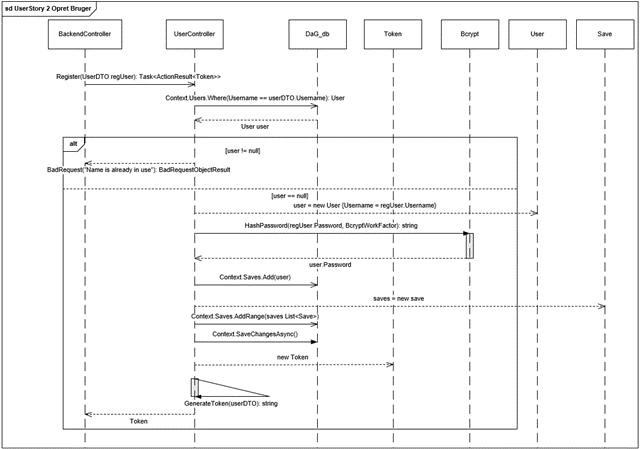 sd UserStory 2 Opret Bruger
BackendController
UserController
DaG_db
Token
Bcrypt
User
Save
Register(UserDTO regUser): Task<ActionResult<Token>>
Context.Users.Where(Username == userDTO.Username): User
User user
alt
[user != null]
BadRequest("Name is already in use"): BadRequestObjectResult
[user == null]
user = new User {Username = regUser.Username}
HashPassword(regUser.Password, BcryptWorkFactor): string
user.Password
Context.Saves.Add(user)
saves = new save
Context.Saves.AddRange(saves List<Save>)
Context.SaveChangesAsync()
new Token
GenerateToken(userDTO): string
Token